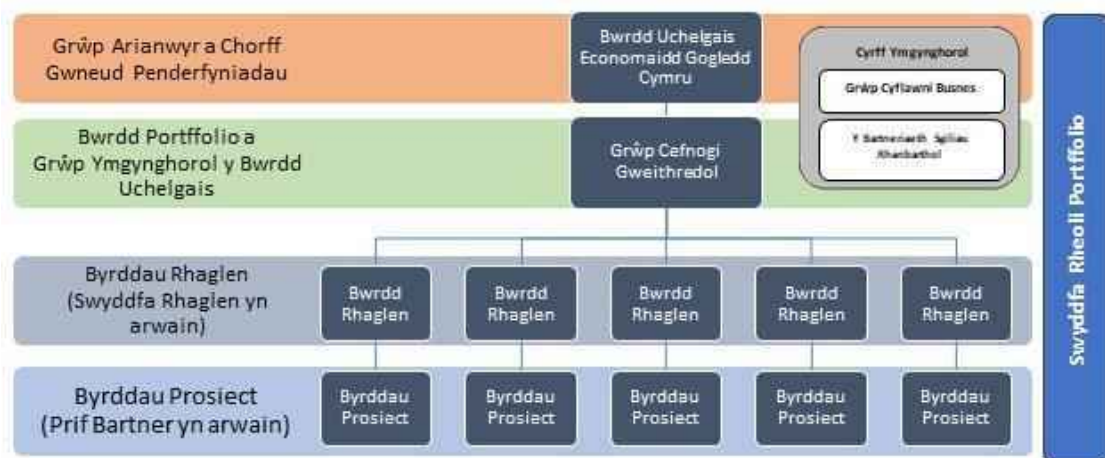 Grŵp Arianwyr a Chorff
Gwneud Penderfyniadau
Bwrdd Uchelgais
Economaidd Gogledd
Cymru
Cyrff Ymgynghorol
Grŵp Cyflawni Busnes
Y Bartneriaeth Sgiliau
Rhanbarthol
Bwrdd Portffolio a
Grŵp Ymgynghorol y Bwrdd
Uchelgais
Grŵp Cefnogi
Gweithredol
Byrddau Rhaglen
(Swyddfa Rhaglen yn
arwain)
Bwrdd
Rhaglen
Bwrdd
Rhaglen
Bwrdd
Rhaglen
Bwrdd
Rhaglen
Bwrdd
Rhaglen
Byrddau Prosiect
(Prif Bartner yn arwain)
Byrddau
Prosiect
Byrddau
Prosiect
Byrddau
Prosiect
Byrddau
Prosiect
Byrddau
Prosiect
Swyddfa Rheoli Portffolio